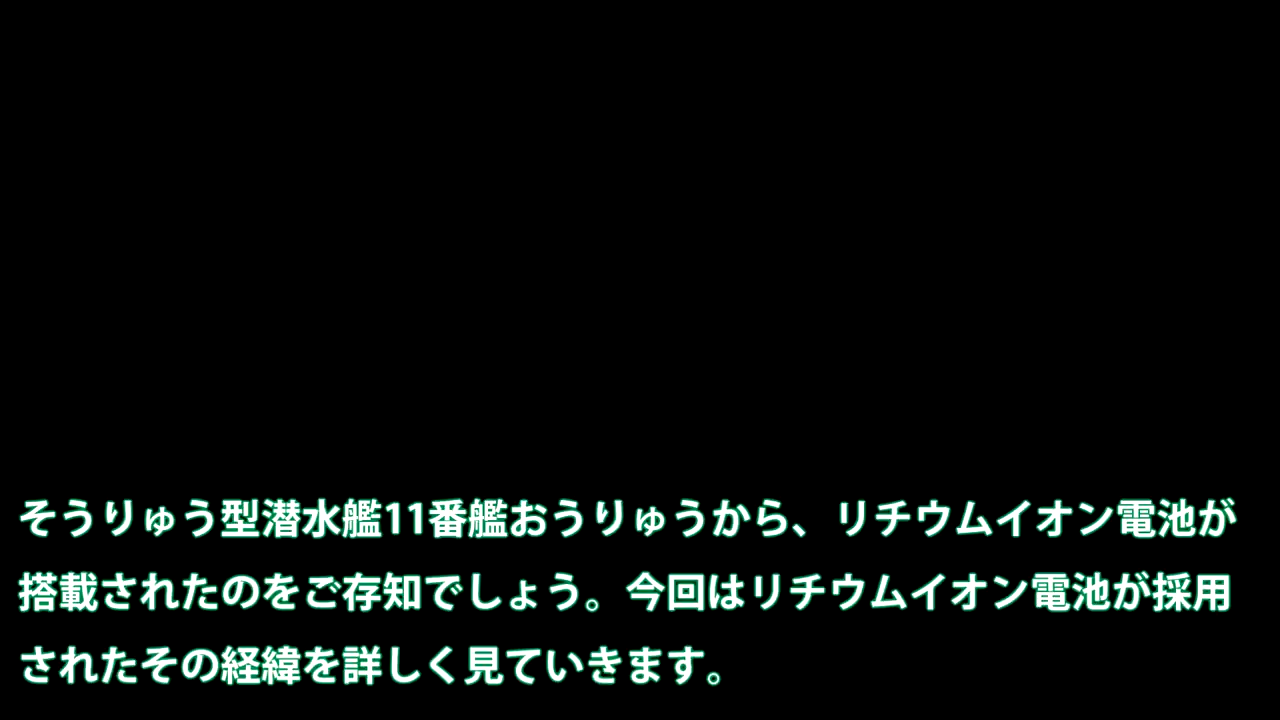 そうりゅう型潜水艦11番艦おうりゅうから、リチウムイオン電池が
搭載されたのをご存知でしょう。今回はリチウムイオン電池が採用
されたその経緯を詳しく見ていきます。